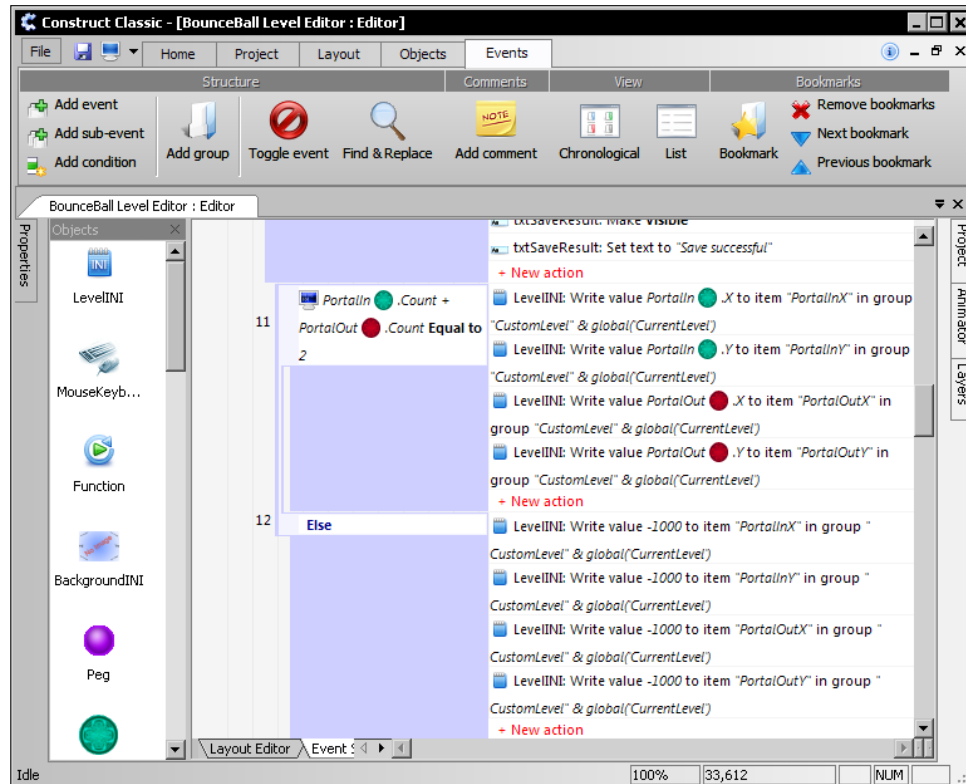 Construct Classic - [BounceBall Level Editor : Editor]
File Home Project Layout Objects Events
Structure Comments View Bookmarks
Add event
Add sub-event
Add condition
Add group
Toggle event
Find & Replace
NOTE
Add comment
Chronological
List
Bookmark
Remove bookmarks
Next bookmark
Previous bookmark
BounceBall Level Editor : Editor
Properties
Objects
INI
LevelINI
MouseKeyb...
Function
No Image
BackgroundINI
Peg
txtSaveResult: Make Visible
txtSaveResult: Set text to "Save successful"
+ New action
11
PortalIn .Count +
PortalOut .Count Equal to
2
LevelINI: Write value PortalIn .X to item "PortalInX" in group
"CustomLevel" & global('CurrentLevel')
LevelINI: Write value PortalIn .Y to item "PortalInY" in group
"CustomLevel" & global('CurrentLevel')
LevelINI: Write value PortalOut .X to item "PortalOutX" in
group "CustomLevel" & global('CurrentLevel')
LevelINI: Write value PortalOut .Y to item "PortalOutY" in
group "CustomLevel" & global('CurrentLevel')
+ New action
12 Else
LevelINI: Write value -1000 to item "PortalInX" in group "
CustomLevel" & global('CurrentLevel')
LevelINI: Write value -1000 to item "PortalInY" in group "
CustomLevel" & global('CurrentLevel')
LevelINI: Write value -1000 to item "PortalOutX" in group "
CustomLevel" & global('CurrentLevel')
LevelINI: Write value -1000 to item "PortalOutY" in group "
CustomLevel" & global('CurrentLevel')
+ New action
Project
Animator
Layers
Layout Editor Event S
Idle 100% 33,612 NUM